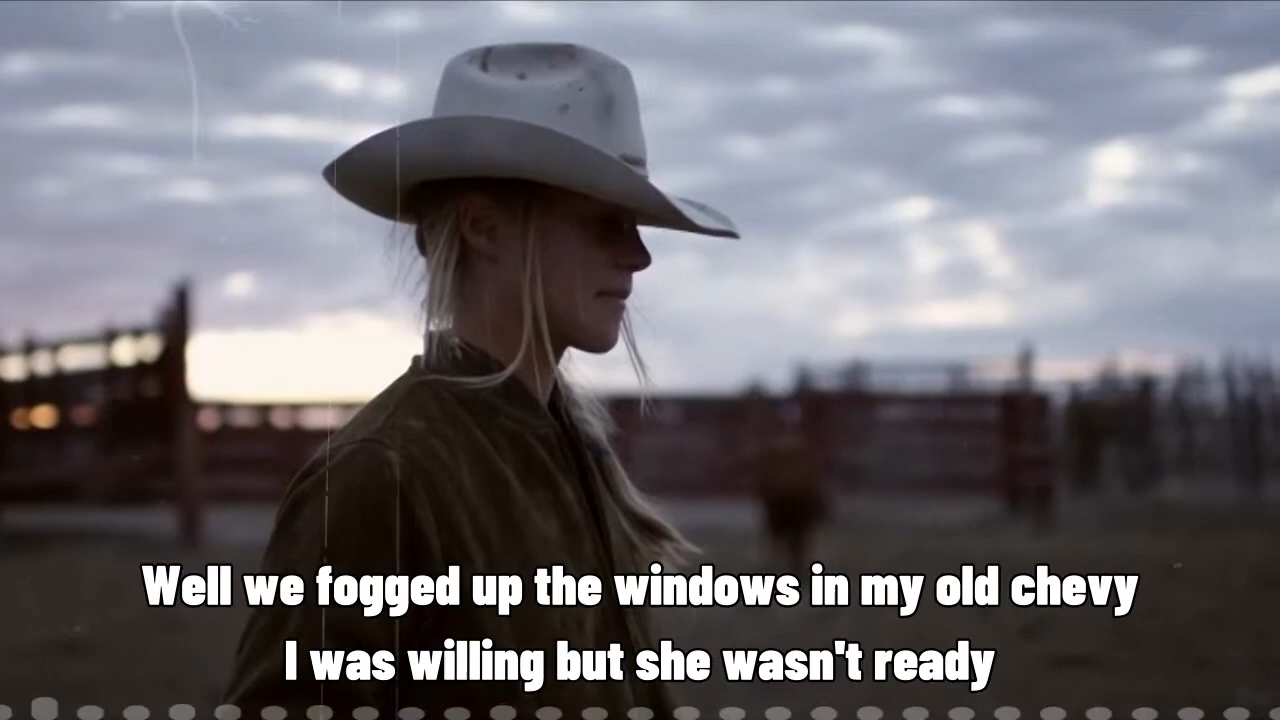 Well we fogged up the windows in my old chevy
I was willing but she wasn't ready